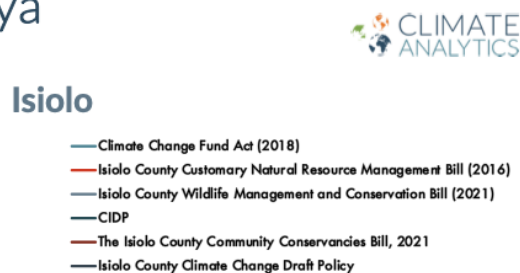 ya
CLIMATE
ANALYTICS
Isiolo
Climate Change Fund Act (2018)
Isiolo County Customary Natural Resource Management Bill (2016)
Isiolo County Wildlife Management and Conservation Bill (2021)
CIDP
The Isiolo County Community Conservancies Bill, 2021
Isiolo County Climate Change Draft Policy